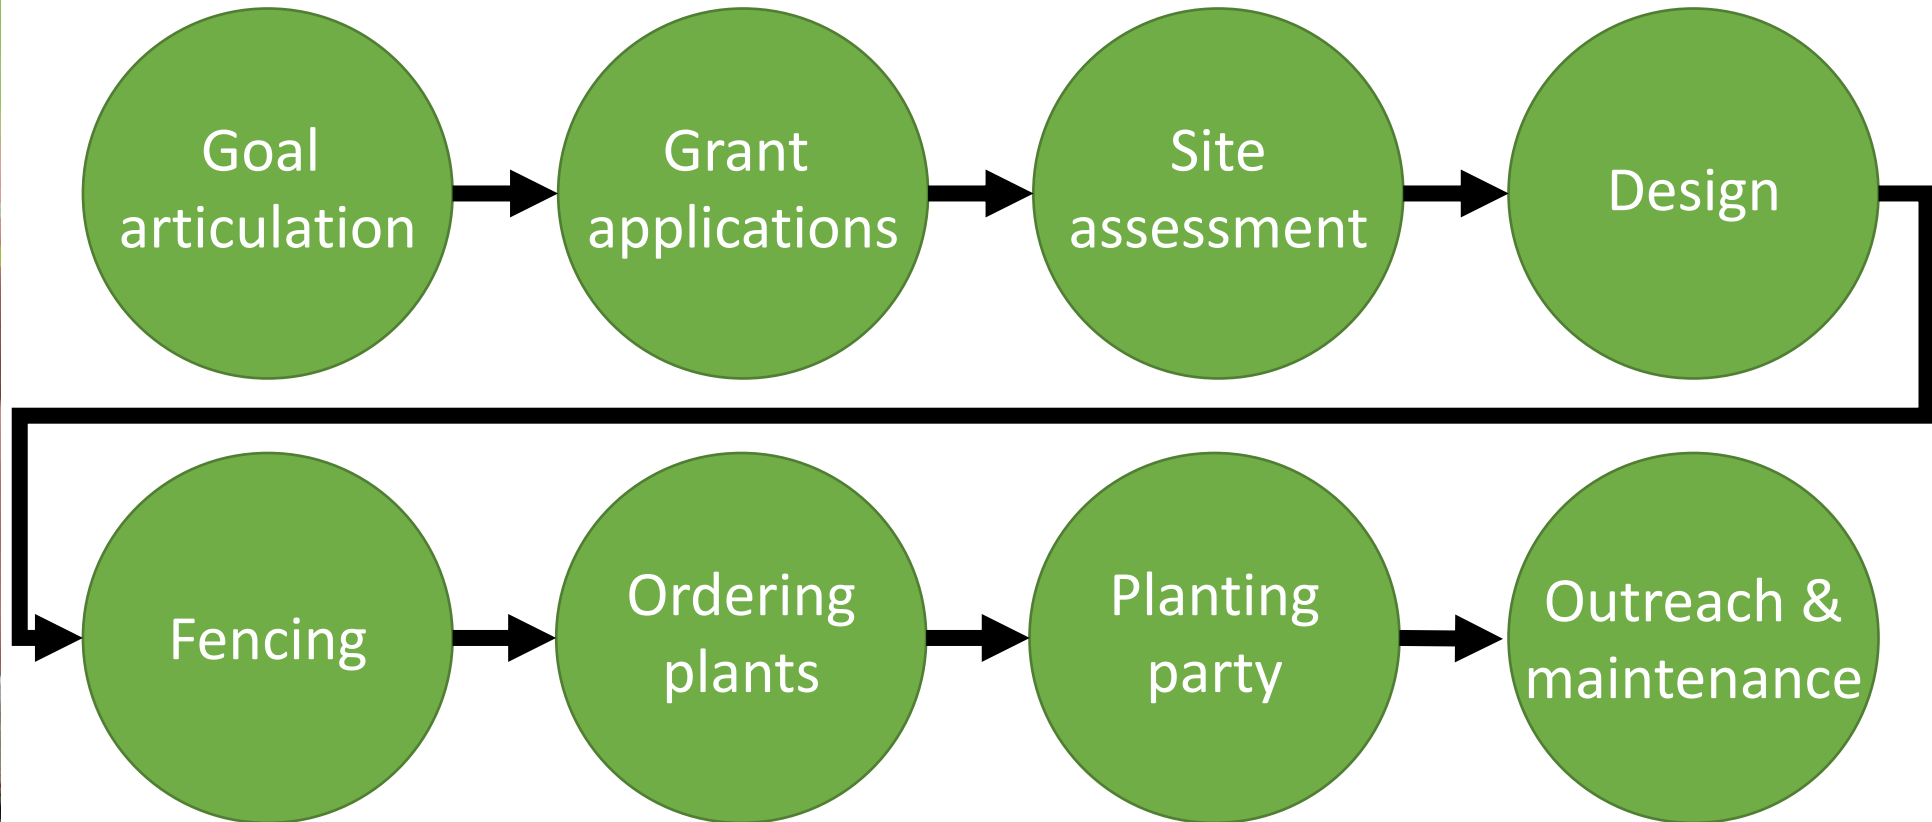 Goal
articulation
Grant
applications
Site
assessment
Design
Fencing
Ordering
plants
Planting
party
Outreach &
maintenance